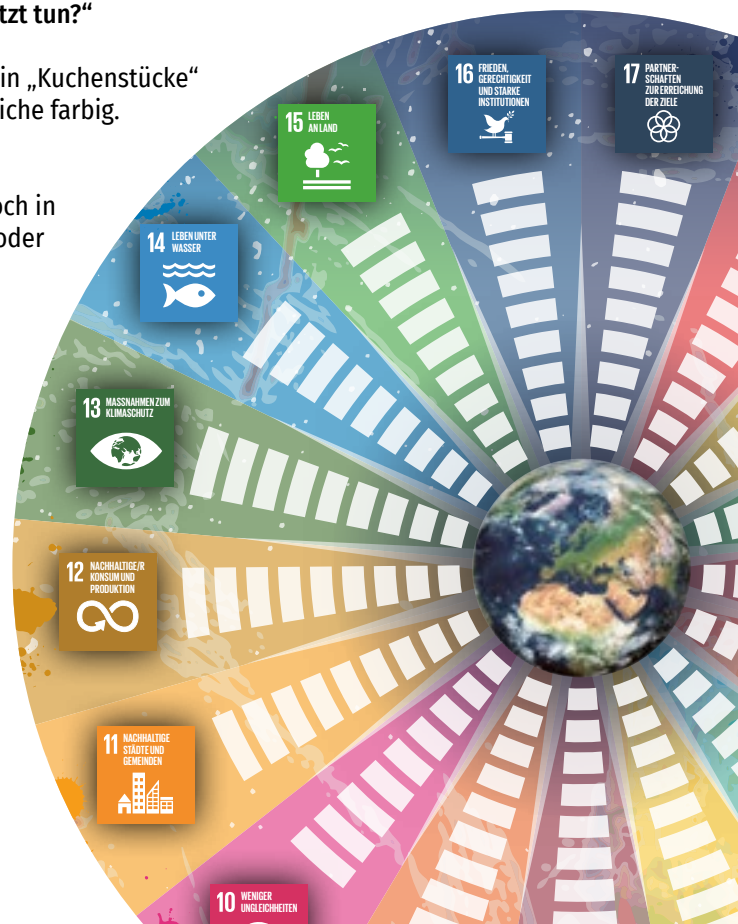 tzt tun?“
in „Kuchenstücke“
iche farbig.
och in
oder
16 FRIEDEN,
GERECHTIGKEIT
UND STARKE
INSTITUTIONEN
17 PARTNER-
SCHAFTEN
ZUR ERREICHUNG
DER ZIELE
15 LEBEN
AN LAND
14 LEBEN UNTER
WASSER
13 MASSNAHMEN ZUM
KLIMASCHUTZ
12 NACHHALTIGE/R
KONSUM UND
PRODUKTION
11 NACHHALTIGE
STÄDTE UND
GEMEINDEN
10 WENIGER
UNGLEICHHEITEN